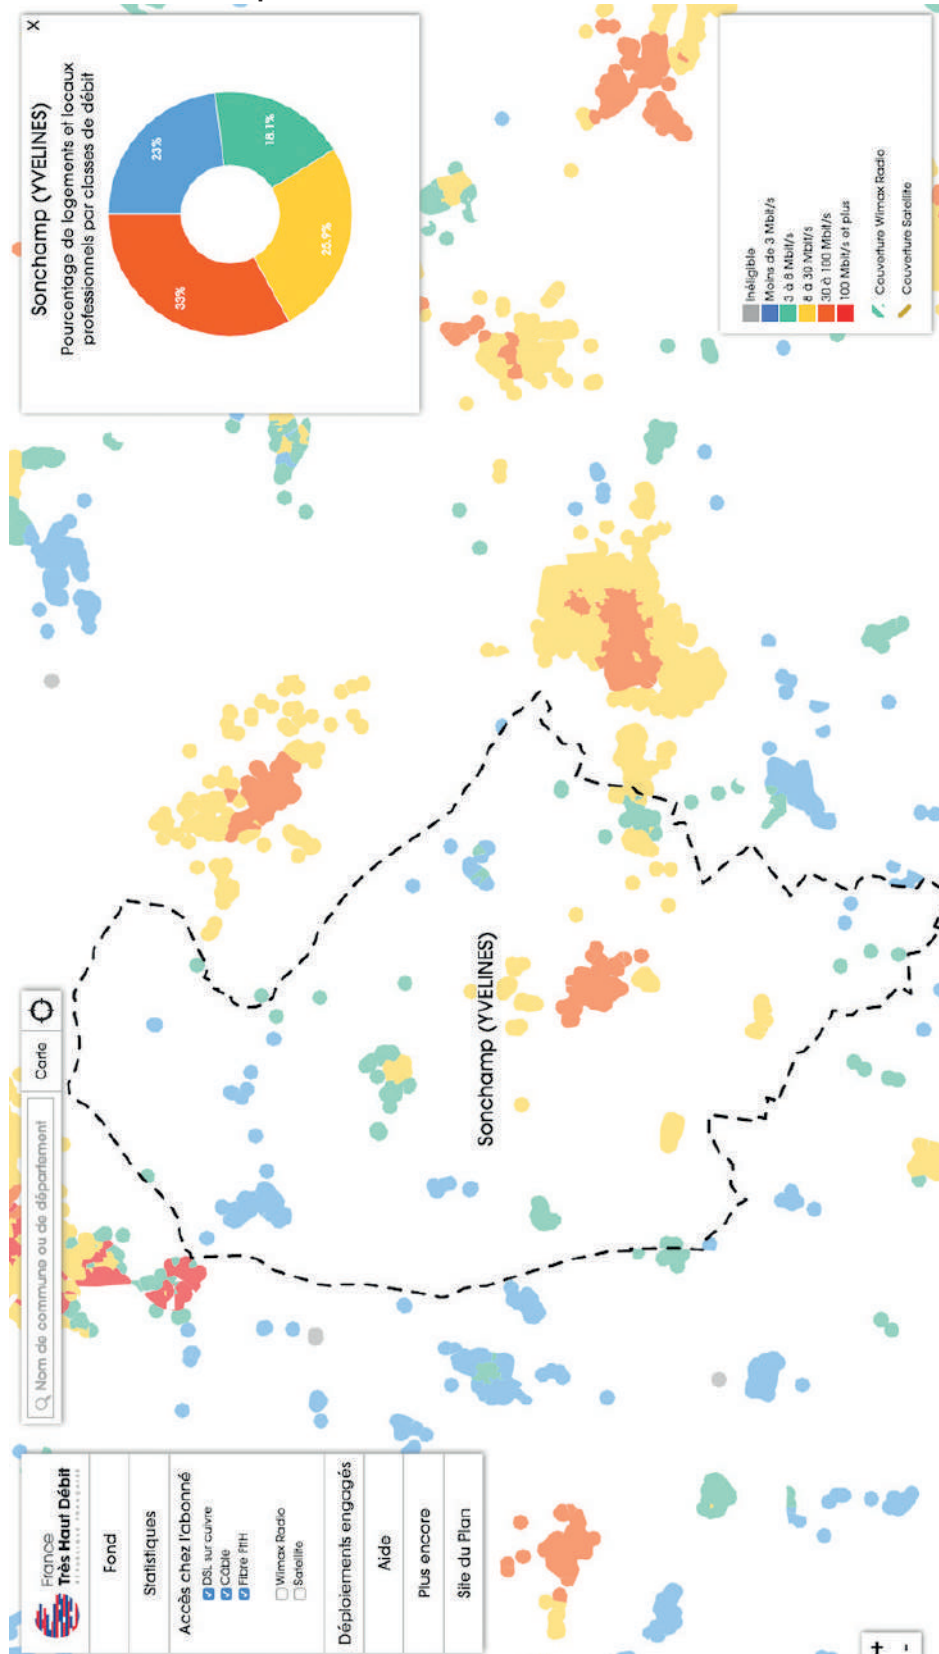 France
Très Haut Débit
RÉPUBLIQUE FRANÇAISE
Fond
Statistiques
Accès chez l'abonné
DSL sur cuivre
Câble
Fibre FttH
Wimax Radio
Satellite
Déploiements engagés
Aide
Plus encore
Site du Plan
+
-
Nom de commune ou de département
Carte
Sonchamp (YVELINES)
X
Sonchamp (YVELINES)
Pourcentage de logements et locaux
professionnels par classes de débit
23%
18.1%
25.9%
33%
Inéligible
Moins de 3 Mbit/s
3 à 8 Mbit/s
8 à 30 Mbit/s
30 à 100 Mbit/s
100 Mbit/s et plus
Couverture Wimax Radio
Couverture Satellite